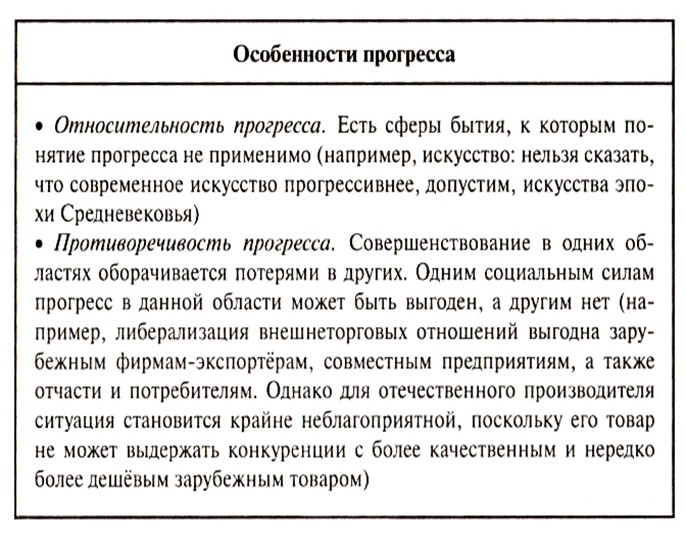 Особенности прогресса
• Относительность прогресса. Есть сферы бытия, к которым по-
нятие прогресса не применимо (например, искусство: нельзя сказать,
что современное искусство прогрессивнее, допустим, искусства эпо-
хи Средневековья)
• Противоречивость прогресса. Совершенствование в одних об-
ластях оборачивается потерями в других. Одним социальным силам
прогресс в данной области может быть выгоден, а другим нет (на-
пример, либерализация внешнеторговых отношений выгодна зару-
бежным фирмам-экспортёрам, совместным предприятиям, а также
отчасти и потребителям. Однако для отечественного производителя
ситуация становится крайне неблагоприятной, поскольку его товар
не может выдержать конкуренции с более качественным и нередко
более дешёвым зарубежным товаром)